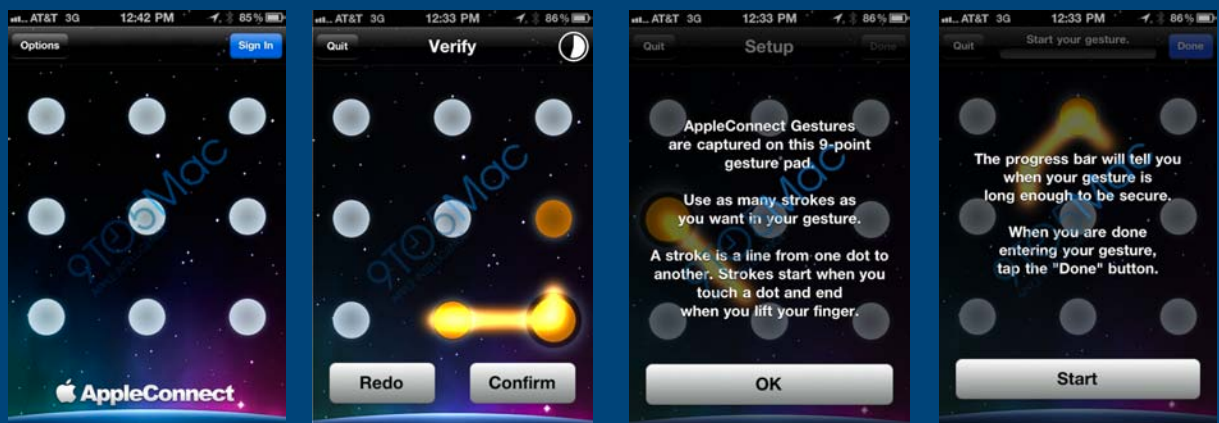 AT&T 3G 12:42 PM 85%
Options Sign In
9TO5Mac
AppleConnect
AT&T 3G 12:33 PM 86%
Quit Verify
9TO5Mac
Redo Confirm
AT&T 3G 12:33 PM 86%
Quit Setup Done
AppleConnect Gestures
are captured on this 9-point
gesture pad.
Use as many strokes as
you want in your gesture.
A stroke is a line from one dot to
another. Strokes start when you
touch a dot and end
when you lift your finger.
9TO5Mac
OK
AT&T 3G 12:33 PM 86%
Quit Start your gesture. Done
The progress bar will tell you
when your gesture is
long enough to be secure.
When you are done
entering your gesture,
tap the "Done" button.
9TO5Mac
Start